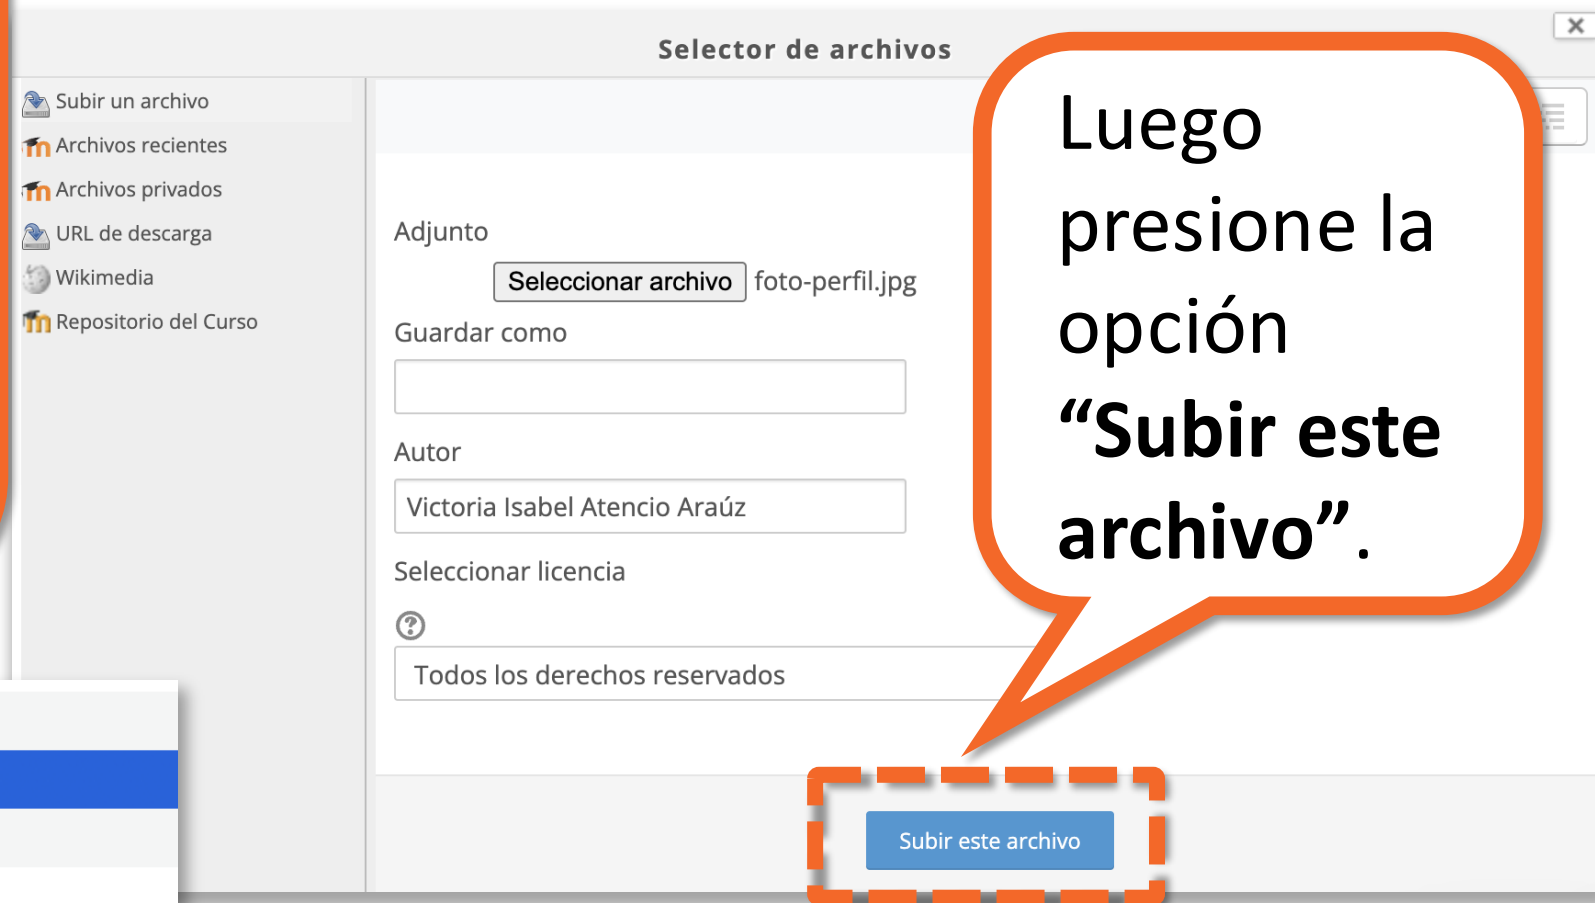 Selector de archivos
Subir un archivo
Archivos recientes
Archivos privados
URL de descarga
Wikimedia
Repositorio del Curso
Adjunto
Seleccionar archivo foto-perfil.jpg
Guardar como
Autor
Victoria Isabel Atencio Araúz
Seleccionar licencia
Todos los derechos reservados
Subir este archivo
Luego
presione la
opción
“Subir este
archivo”.